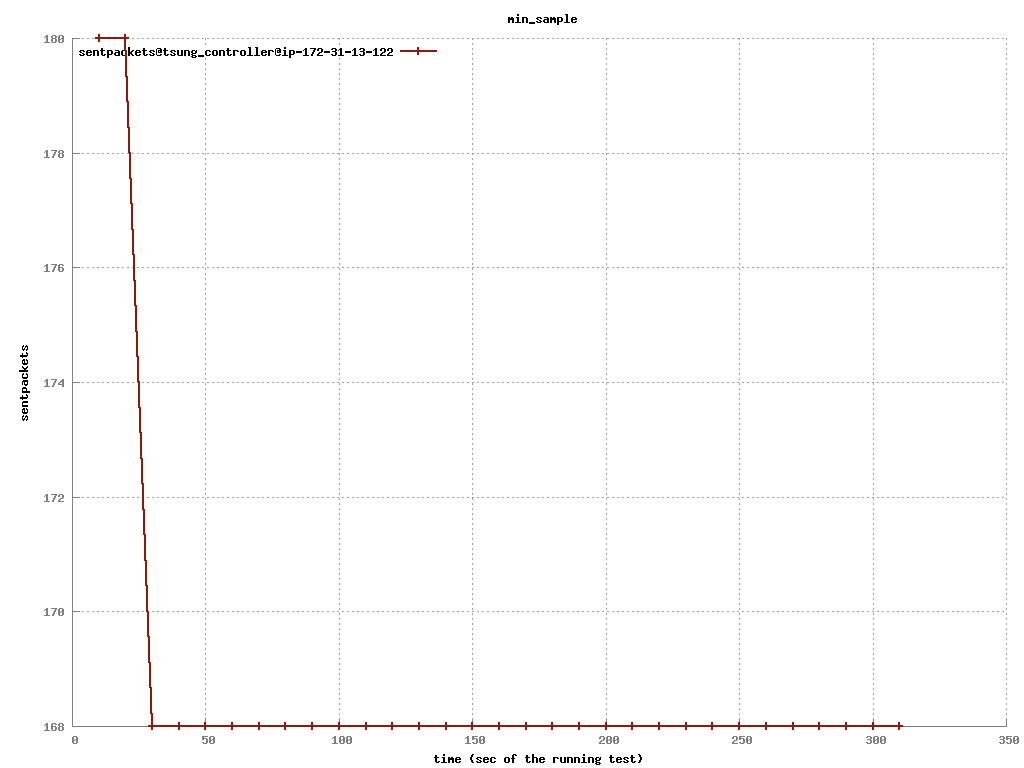 min_sample
180
sentpackets@tsung_controller@ip-172-31-13-122
178
176
174
sentpackets
172
170
168
0 50 100 150 200 250 300 350
time (sec of the running test)